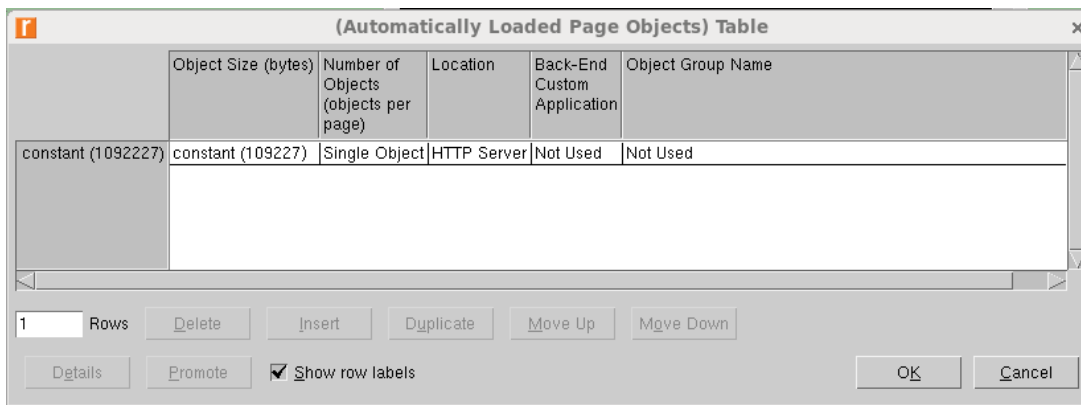 (Automatically Loaded Page Objects) Table
Object Size (bytes) Number of Objects (objects per page) Location Back-End Custom Application Object Group Name
constant (1092227) constant (109227) Single Object HTTP Server Not Used Not Used
1 Rows Delete Insert Duplicate Move Up Move Down
Details Promote Show row labels OK Cancel